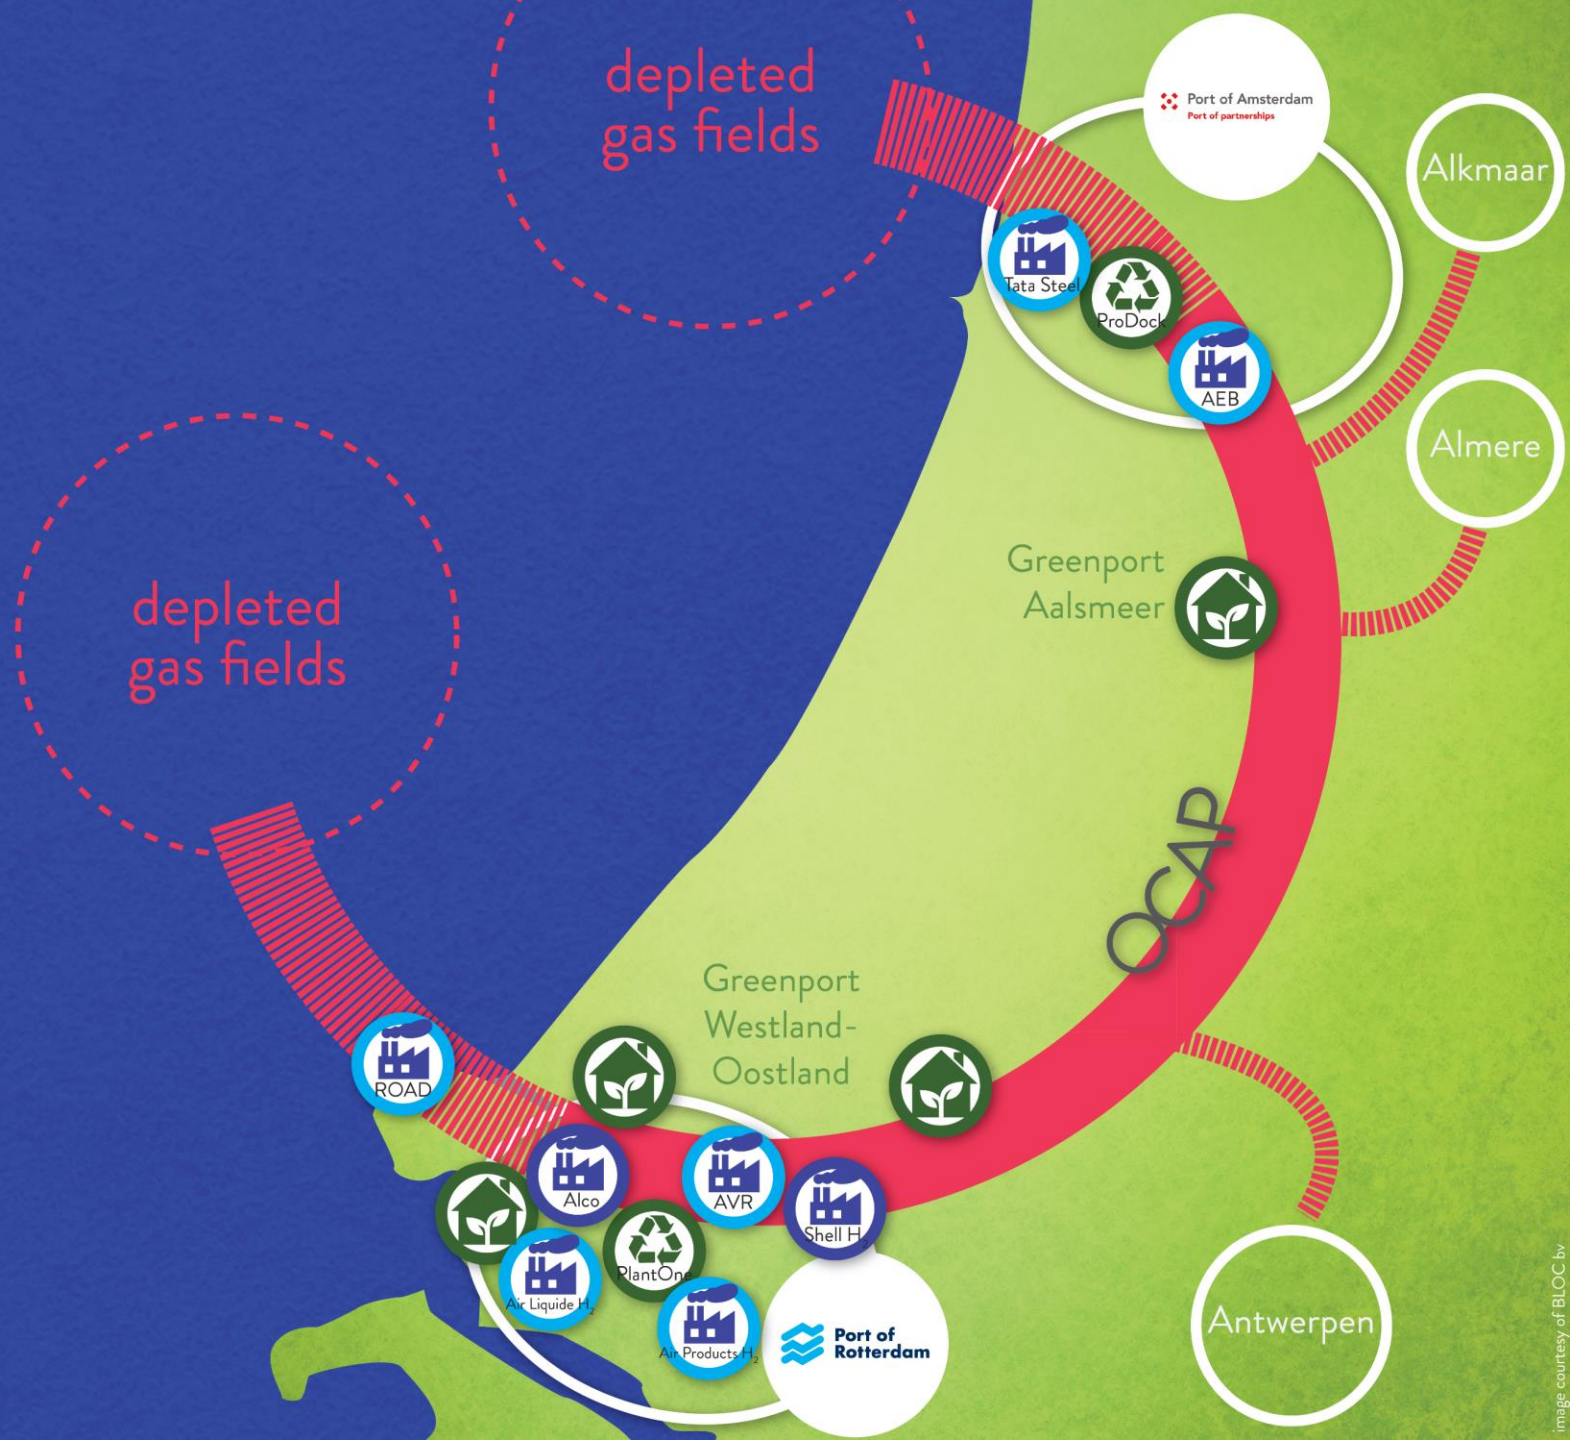 depleted
gas fields
Port of Amsterdam
Port of partnerships
Alkmaar
Tata Steel
ProDock
AEB
Almere
Greenport
Aalsmeer
depleted
gas fields
OCAP
Greenport
Westland-
Oostland
ROAD
Alco
AVR
Shell H₂
PlantOne
Air Liquide H₂
Air Products H₂
Port of
Rotterdam
Antwerpen
image courtesy of BLOC bv